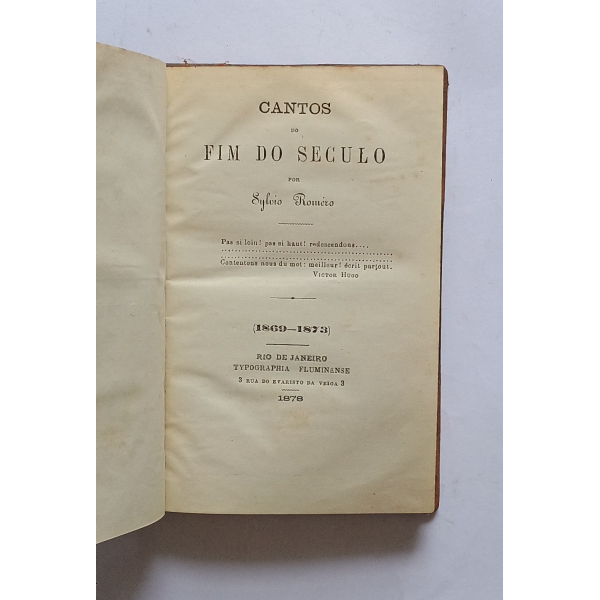 CANTOS
DO
FIM DO SECULO
POR
Sylvio Roméro
Pas si loin! pas si haut! redescendons....
Contentons nous du mot: meilleur! écrit partout.
VICTOR HUGO
(1869—1873)
RIO DE JANEIRO
TYPOGRAPHIA FLUMINENSE
3 RUA DO EVARISTO DA VEIGA 3
1878